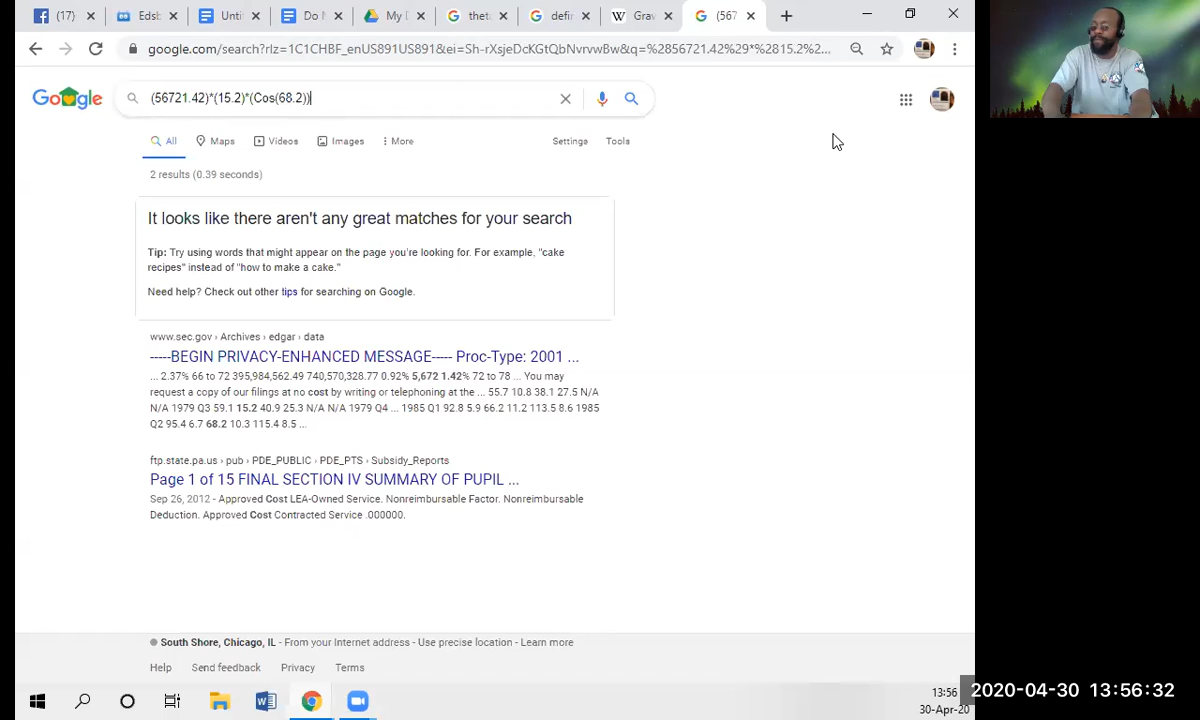 (17)
Edsb
Unti
Do I
My D
theta
defin
Grav
(567
google.com/search?rlz=1C1CHBF_enUS891US891&ei=Sh-rXsjeDcKGtQbNvrvwBw&q=%2856721.42%29*%2815.2%...
Google
(56721.42)*(15.2)*(Cos(68.2))
All Maps Videos Images More Settings Tools
2 results (0.39 seconds)
It looks like there aren't any great matches for your search
Tip: Try using words that might appear on the page you're looking for. For example, "cake
recipes" instead of "how to make a cake."
Need help? Check out other tips for searching on Google.
www.sec.gov › Archives › edgar › data
-----BEGIN PRIVACY-ENHANCED MESSAGE----- Proc-Type: 2001 ...
... 2.37% 66 to 72 395,984,562.49 740,570,328.77 0.92% 5,672 1.42% 72 to 78 ... You may
request a copy of our filings at no cost by writing or telephoning at the ... 55.7 10.8 38.1 27.5 N/A
N/A 1979 Q3 59.1 15.2 40.9 25.3 N/A N/A 1979 Q4 ... 1985 Q1 92.8 5.9 66.2 11.2 113.5 8.6 1985
Q2 95.4 6.7 68.2 10.3 115.4 8.5 ...
ftp.state.pa.us › pub › PDE_PUBLIC › PDE_PTS › Subsidy_Reports
Page 1 of 15 FINAL SECTION IV SUMMARY OF PUPIL ...
Sep 26, 2012 - Approved Cost LEA-Owned Service. Nonreimbursable Factor. Nonreimbursable
Deduction. Approved Cost Contracted Service .000000.
South Shore, Chicago, IL - From your Internet address - Use precise location - Learn more
Help Send feedback Privacy Terms
13:56
30-Apr-20
2020-04-30 13:56:32